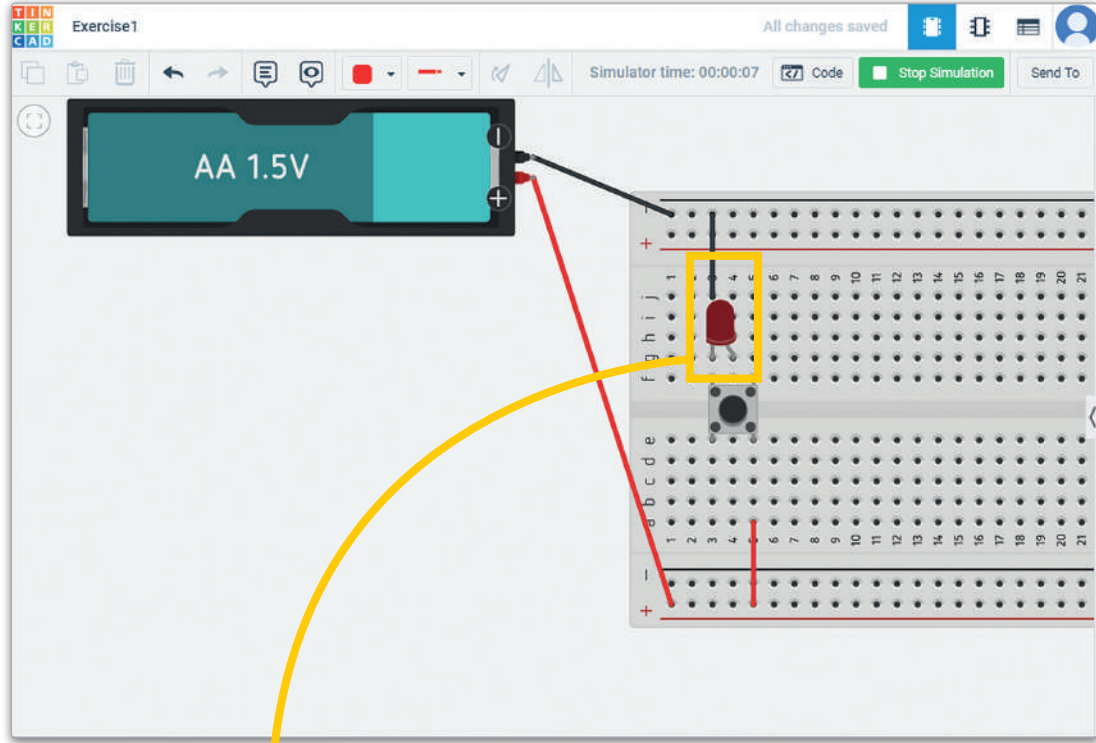 TIN
KER
CAD
Exercise1
All changes saved
Simulator time: 00:00:07
Code
Stop Simulation
Send To
AA 1.5V
−
+
−
+
1 2 3 4 5 6 7 8 9 10 11 12 13 14 15 16 17 18 19 20 21
j
i
h
g
f
e
d
c
b
a
1 2 3 4 5 6 7 8 9 10 11 12 13 14 15 16 17 18 19 20 21
−
+